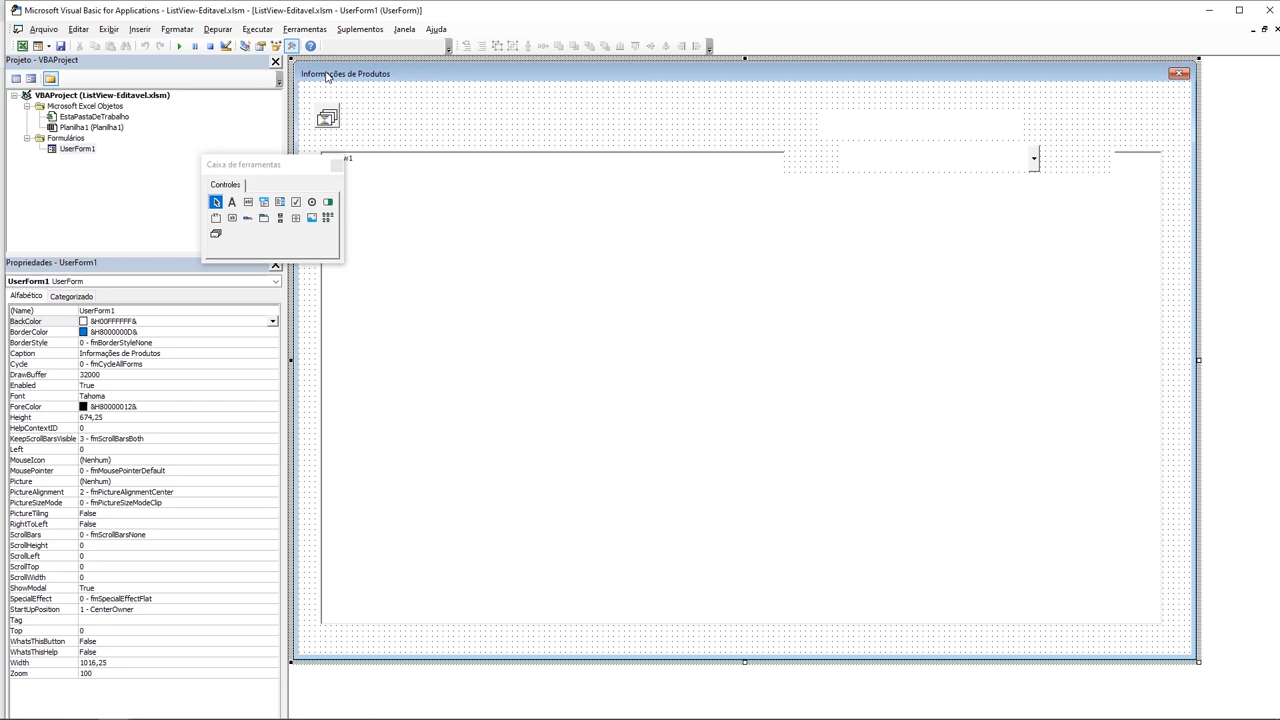 Microsoft Visual Basic for Applications - ListView-Editavel.xlsm - [ListView-Editavel.xlsm - UserForm1 (UserForm)]
Arquivo Editar Exibir Inserir Formatar Depurar Executar Ferramentas Suplementos Janela Ajuda
Projeto - VBAProject
VBAProject (ListView-Editavel.xlsm)
Microsoft Excel Objetos
EstaPastaDeTrabalho
Planilha1 (Planilha1)
Formulários
UserForm1
Caixa de ferramentas
Controles
Informações de Produtos
w1
Propriedades - UserForm1
UserForm1 UserForm
Alfabético Categorizado
(Name) UserForm1
BackColor &H00FFFFFF&
BorderColor &H8000000D&
BorderStyle 0 - fmBorderStyleNone
Caption Informações de Produtos
Cycle 0 - fmCycleAllForms
DrawBuffer 32000
Enabled True
Font Tahoma
ForeColor &H80000012&
Height 674,25
HelpContextID 0
KeepScrollBarsVisible 3 - fmScrollBarsBoth
Left 0
MouseIcon (Nenhum)
MousePointer 0 - fmMousePointerDefault
Picture (Nenhum)
PictureAlignment 2 - fmPictureAlignmentCenter
PictureSizeMode 0 - fmPictureSizeModeClip
PictureTiling False
RightToLeft False
ScrollBars 0 - fmScrollBarsNone
ScrollHeight 0
ScrollLeft 0
ScrollTop 0
ScrollWidth 0
ShowModal True
SpecialEffect 0 - fmSpecialEffectFlat
StartUpPosition 1 - CenterOwner
Tag
Top 0
WhatsThisButton False
WhatsThisHelp False
Width 1016,25
Zoom 100